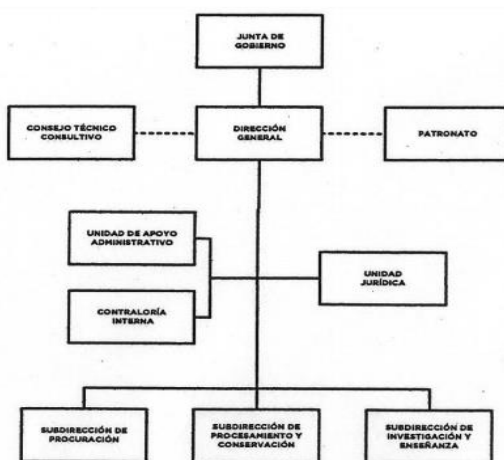 JUNTA DE
GOBIERNO
CONSEJO TÉCNICO
CONSULTIVO
DIRECCIÓN
GENERAL
PATRONATO
UNIDAD DE APOYO
ADMINISTRATIVO
UNIDAD
JURÍDICA
CONTRALORÍA
INTERNA
SUBDIRECCIÓN DE
PROCURACIÓN
SUBDIRECCIÓN DE
PROCESAMIENTO Y
CONSERVACIÓN
SUBDIRECCIÓN DE
INVESTIGACIÓN Y
ENSEÑANZA